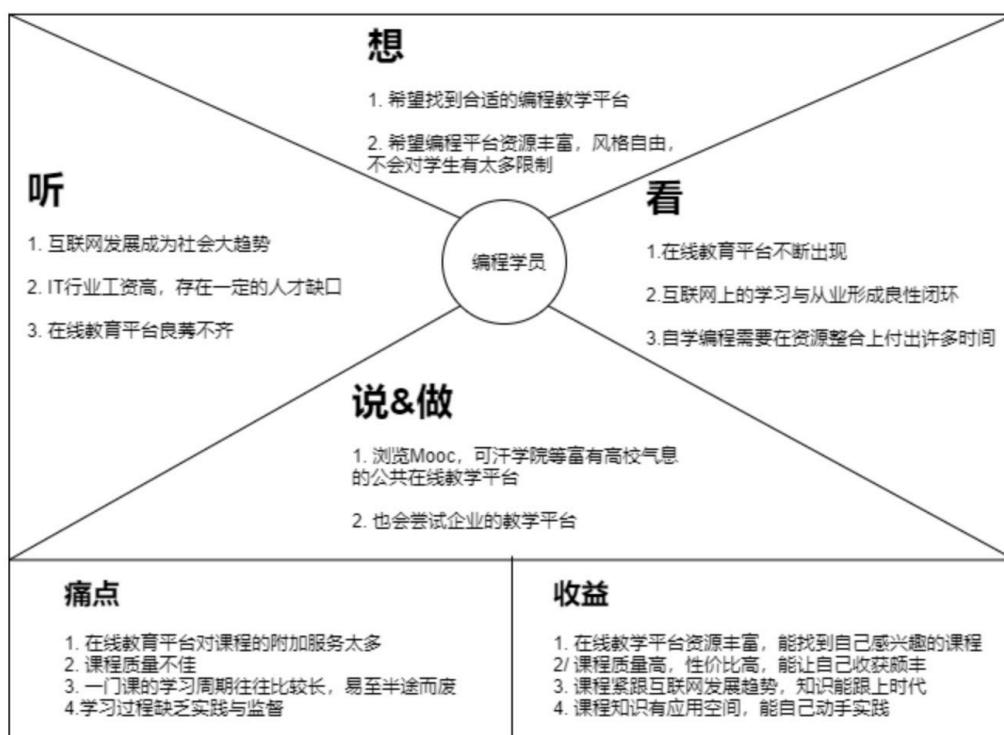 想
1. 希望找到合适的编程教学平台
2. 希望编程平台资源丰富，风格自由，
不会对学生有太多限制
听
1. 互联网发展成为社会大趋势
2. IT行业工资高，存在一定的人才缺口
3. 在线教育平台良莠不齐
编程学员
看
1.在线教育平台不断出现
2.互联网上的学习与从业形成良性闭环
3.自学编程需要在资源整合上付出许多时间
说&做
1. 浏览Mooc，可汗学院等富有高校气息
的公共在线教学平台
2. 也会尝试企业的教学平台
痛点
1. 在线教育平台对课程的附加服务太多
2. 课程质量不佳
3. 一门课的学习周期往往比较长，易至半途而废
4.学习过程缺乏实践与监督
收益
1. 在线教学平台资源丰富，能找到自己感兴趣的课程
2/ 课程质量高，性价比高，能让自己收获颇丰
3. 课程紧跟互联网发展趋势，知识能跟上时代
4. 课程知识有应用空间，能自己动手实践